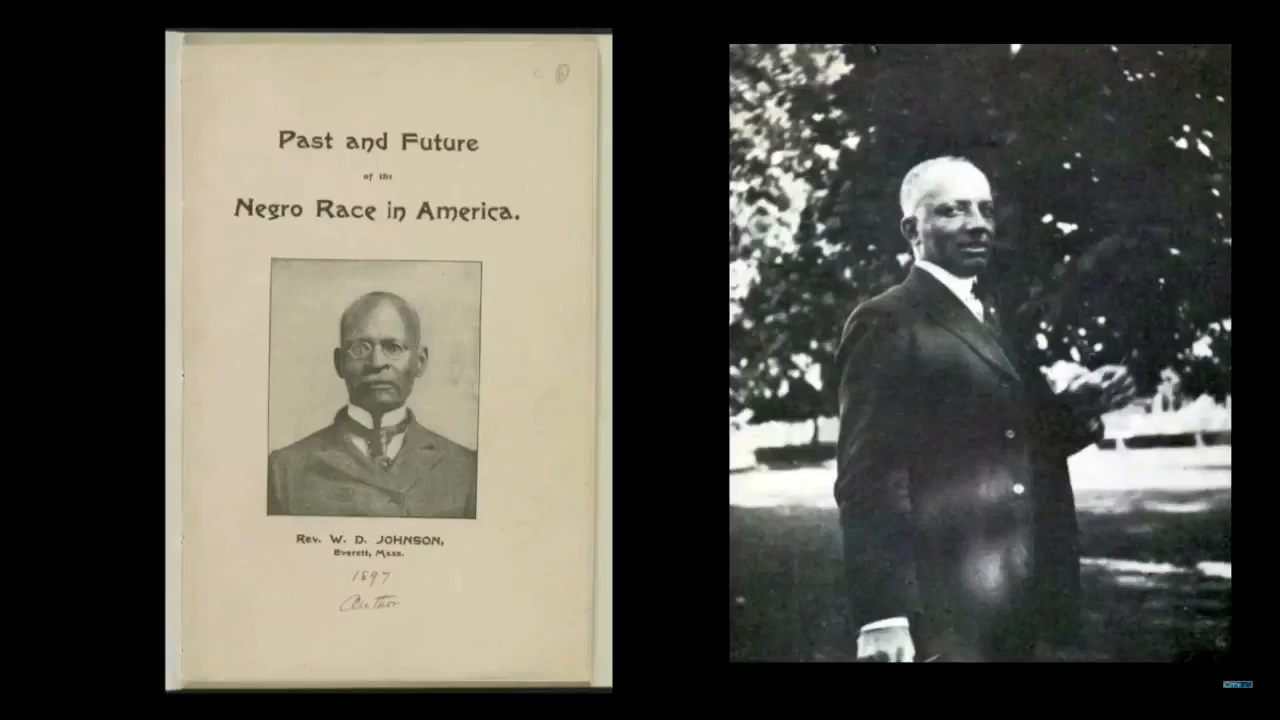 Past and Future
of the
Negro Race in America.
Rev. W. D. JOHNSON,
Everett, Mass.
1897
Author